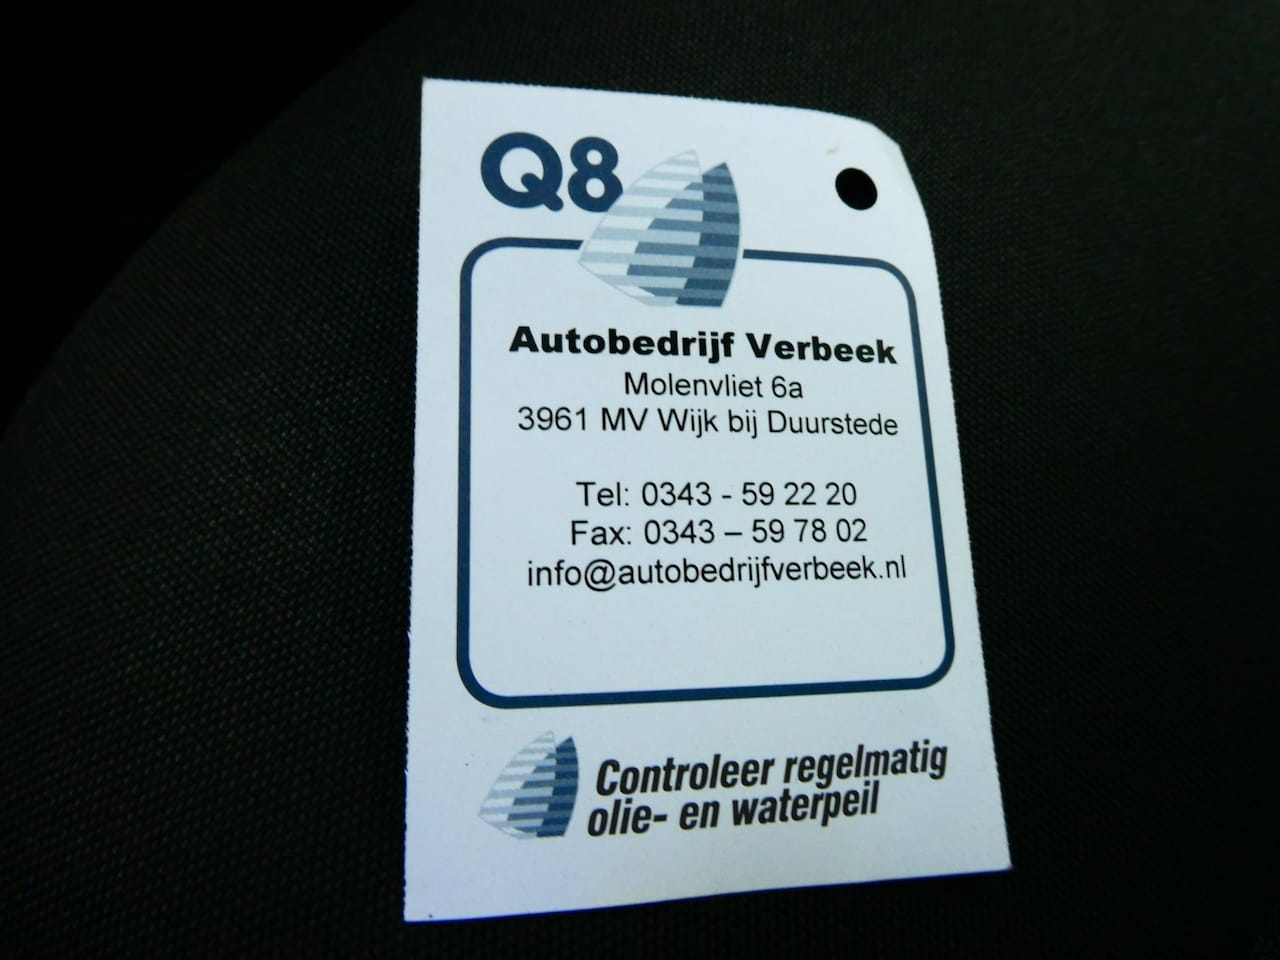 Q8
Autobedrijf Verbeek
Molenvliet 6a
3961 MV Wijk bij Duurstede
Tel: 0343 - 59 22 20
Fax: 0343 – 59 78 02
info@autobedrijfverbeek.nl
Controleer regelmatig
olie- en waterpeil